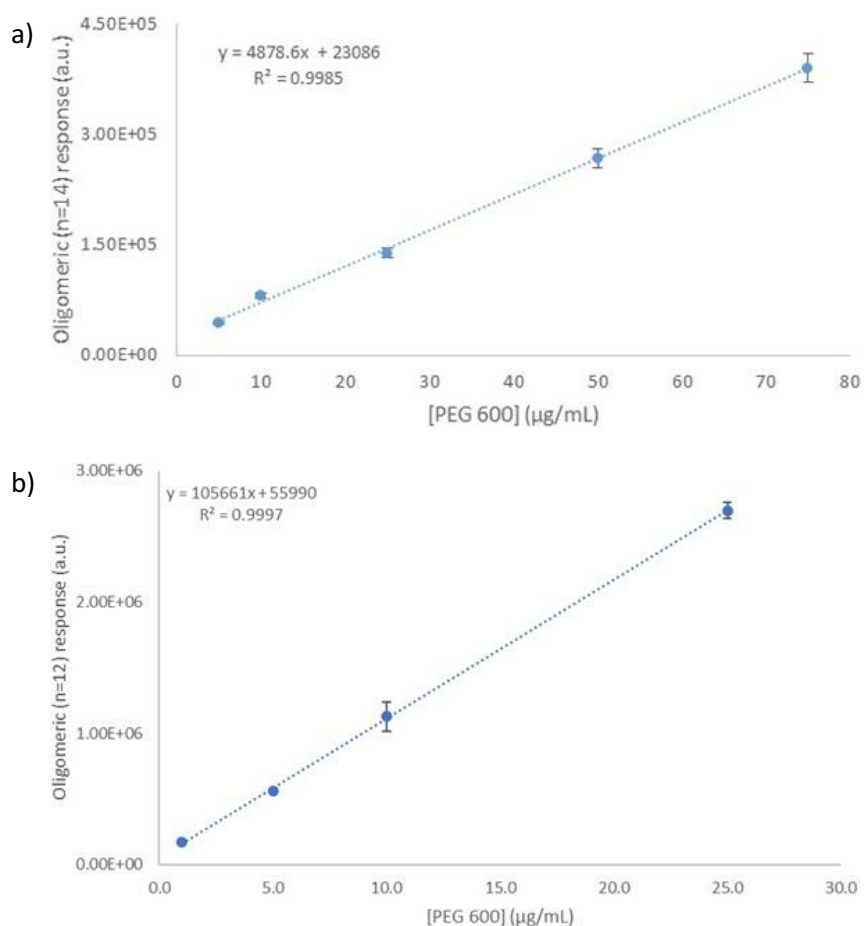 a)
4.50E+05
y = 4878.6x + 23086
R² = 0.9985
3.00E+05
1.50E+05
0.00E+00
Oligomeric (n=14) response (a.u.)
0 10 20 30 40 50 60 70 80
[PEG 600] (µg/mL)
b)
3.00E+06
y = 105661x + 55990
R² = 0.9997
2.00E+06
1.00E+06
0.00E+00
Oligomeric (n=12) response (a.u.)
0.0 5.0 10.0 15.0 20.0 25.0 30.0
[PEG 600] (µg/mL)